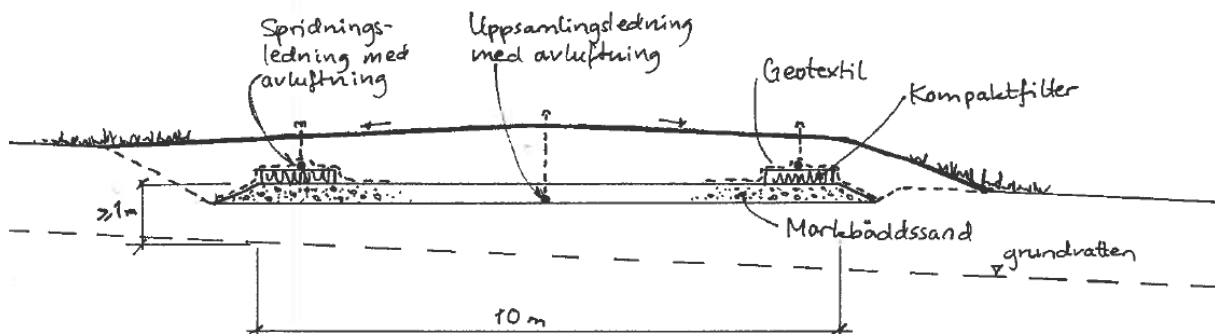 Spridnings-
ledning med
avluftning
Uppsamlingsledning
med avluftning
Geotextil
Kompaktfilter
≥1m
Markbäddssand
grundvatten
10 m